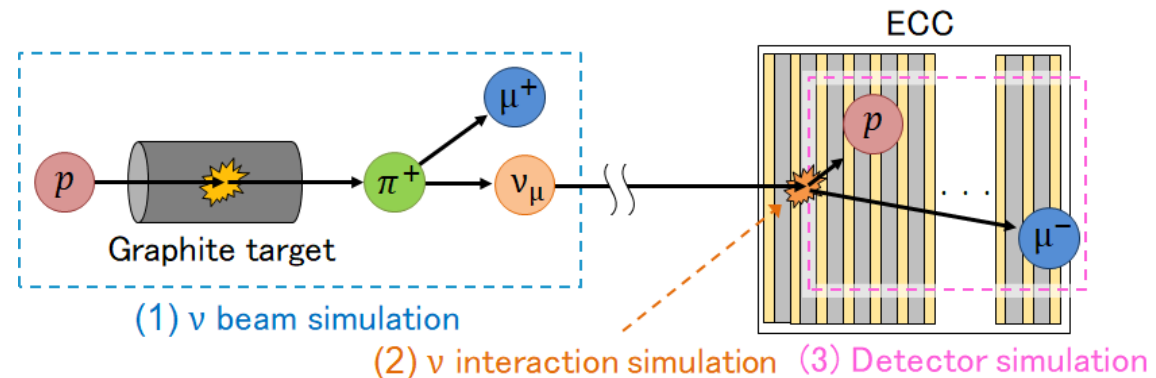 ECC
p
Graphite target
π⁺
μ⁺
ν_μ
p
. . .
μ⁻
(1) ν beam simulation
(2) ν interaction simulation
(3) Detector simulation